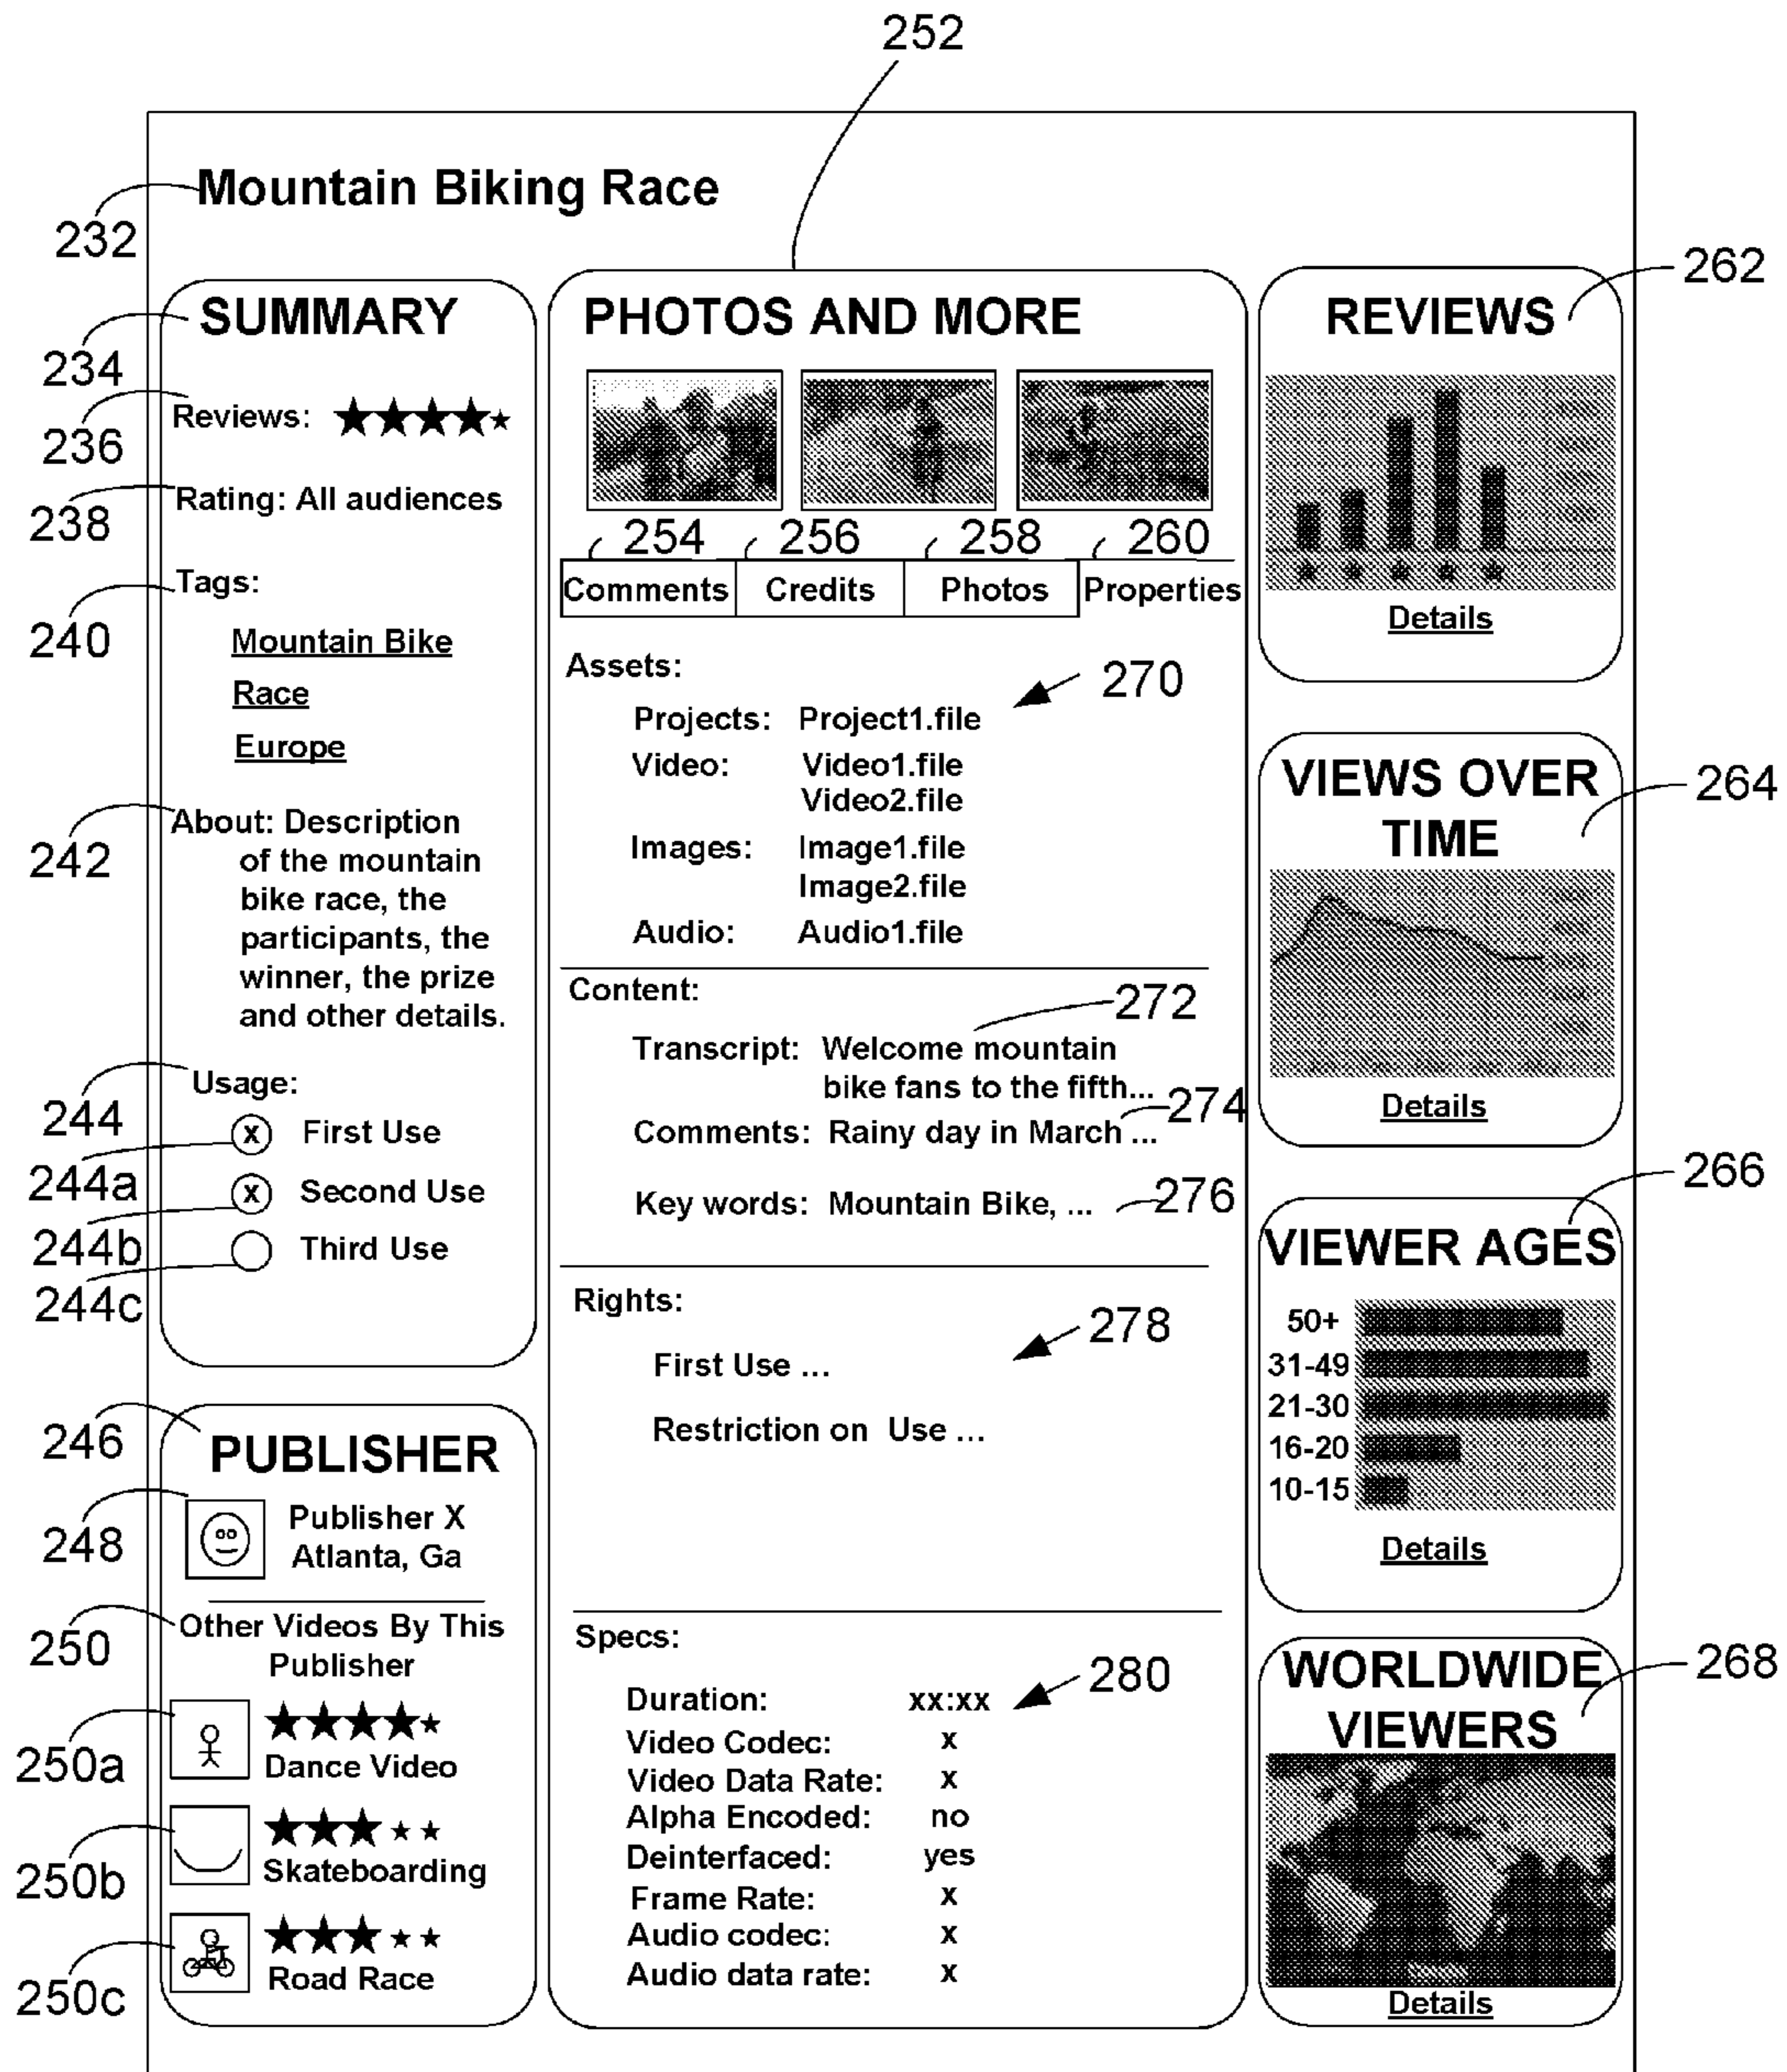 252
Mountain Biking Race
232
SUMMARY
234
Reviews:
236
Rating: All audiences
238
Tags:
240
Mountain Bike
Race
Europe
About: Description
of the mountain
bike race, the
participants, the
winner, the prize
and other details.
242
Usage:
244
x First Use
244a
x Second Use
244b
Third Use
244c
246
PUBLISHER
248
Publisher X
Atlanta, Ga
250
Other Videos By This
Publisher
250a
Dance Video
250b
Skateboarding
250c
Road Race
PHOTOS AND MORE
254 256 258 260
Comments Credits Photos Properties
Assets:
270
Projects: Project1.file
Video: Video1.file
Video2.file
Images: Image1.file
Image2.file
Audio: Audio1.file
Content:
272
Transcript: Welcome mountain
bike fans to the fifth...
274
Comments: Rainy day in March ...
Key words: Mountain Bike, ...
276
Rights:
278
First Use ...
Restriction on Use ...
Specs:
280
Duration: xx:xx
Video Codec: x
Video Data Rate: x
Alpha Encoded: no
Deinterfaced: yes
Frame Rate: x
Audio codec: x
Audio data rate: x
262
REVIEWS
Details
VIEWS OVER
TIME
264
Details
266
VIEWER AGES
50+
31-49
21-30
16-20
10-15
Details
WORLDWIDE
VIEWERS
268
Details